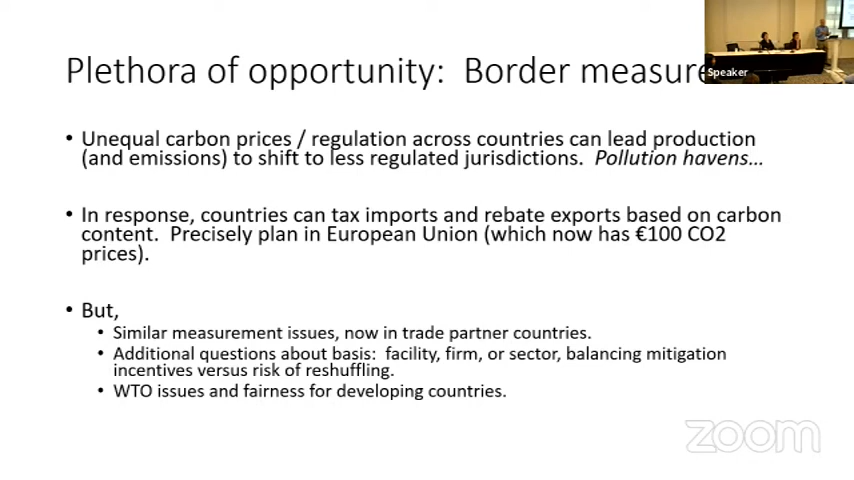 Plethora of opportunity:  Border measure
Speaker
• Unequal carbon prices / regulation across countries can lead production
(and emissions) to shift to less regulated jurisdictions.  Pollution havens…
• In response, countries can tax imports and rebate exports based on carbon
content.  Precisely plan in European Union (which now has €100 CO2
prices).
• But,
• Similar measurement issues, now in trade partner countries.
• Additional questions about basis:  facility, firm, or sector, balancing mitigation
incentives versus risk of reshuffling.
• WTO issues and fairness for developing countries.
zoom